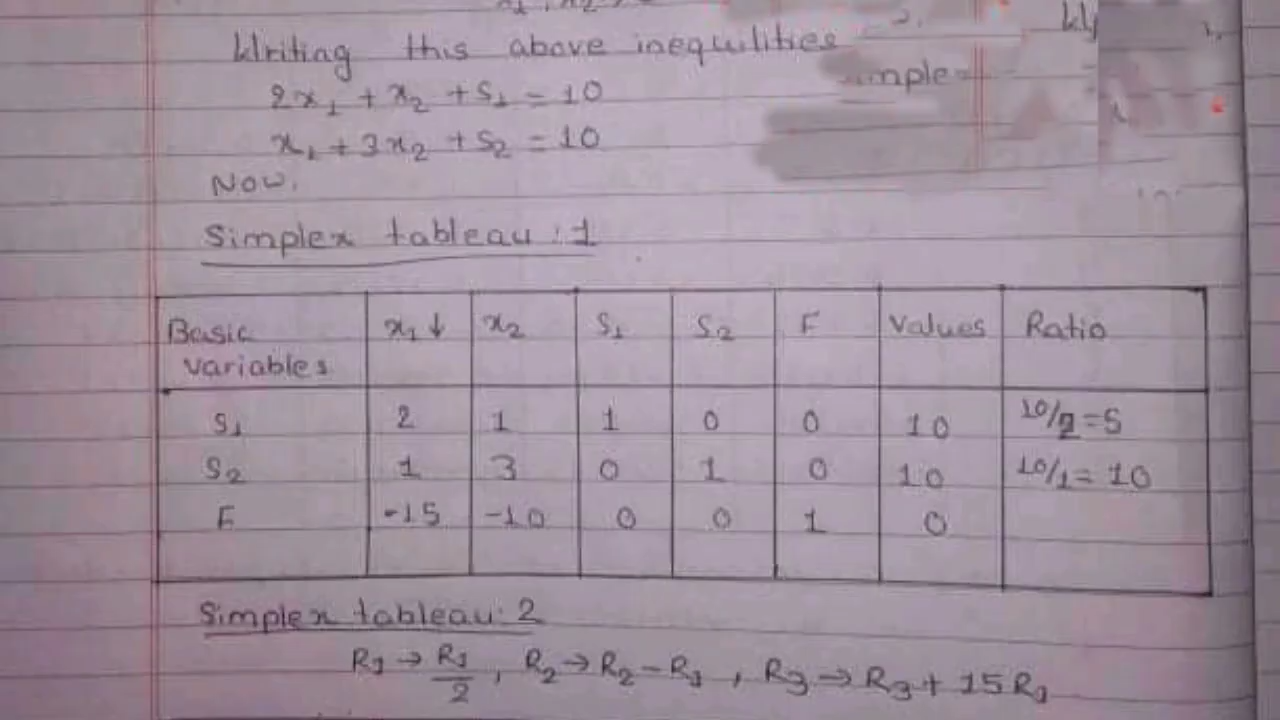 Writing this above inequilities
2x₁ + x₂ + S₁ = 10
x₁ + 3x₂ + S₂ = 10
Now,
Simplex tableau : 1
Basic variables x₁ ↓ x₂ S₁ S₂ F Values Ratio
S₁ 2 1 1 0 0 10 10/2 = 5
S₂ 1 3 0 1 0 10 10/1 = 10
F -15 -10 0 0 1 0
Simplex tableau : 2
R₁ → R₁/2 , R₂ → R₂ - R₁ , R₃ → R₃ + 15R₁